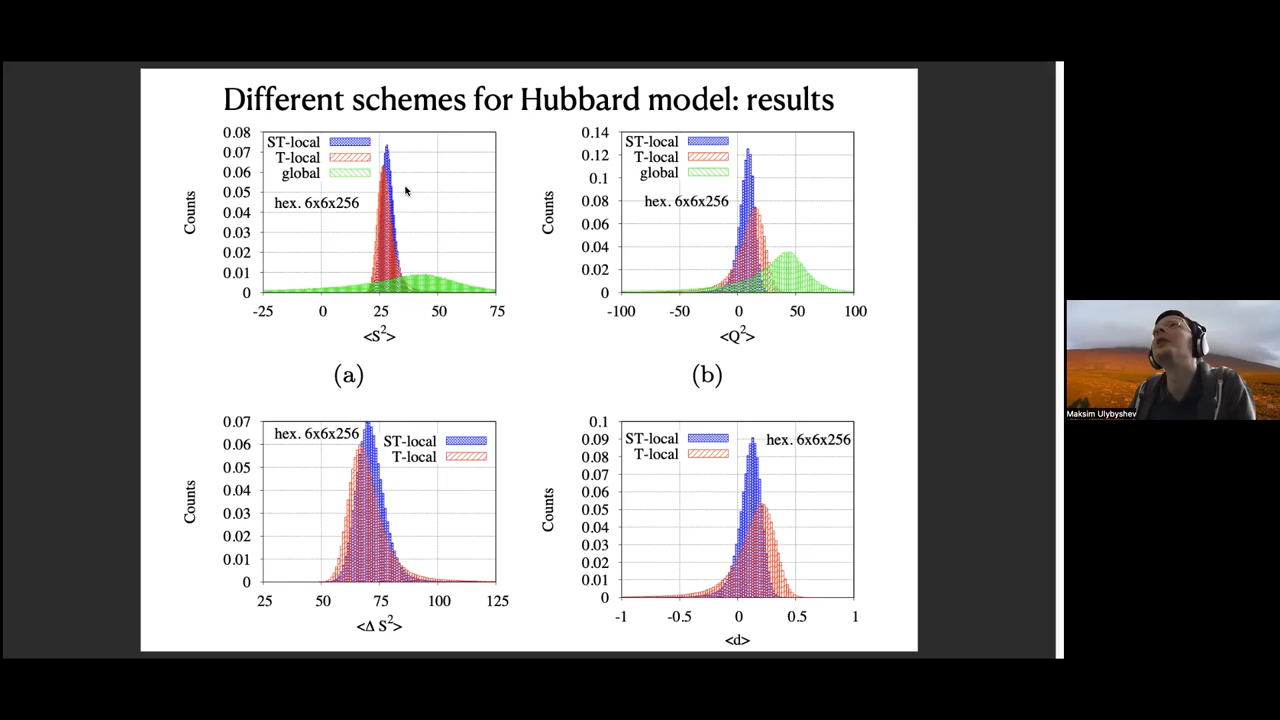 Different schemes for Hubbard model: results
0.08
0.07
0.06
0.05
0.04
0.03
0.02
0.01
0
Counts
ST-local
T-local
global
hex. 6x6x256
-25
0
25
50
75
<S²>
(a)
0.14
0.12
0.1
0.08
0.06
0.04
0.02
0
Counts
ST-local
T-local
global
hex. 6x6x256
-100
-50
0
50
100
<Q²>
(b)
0.07
0.06
0.05
0.04
0.03
0.02
0.01
0
Counts
hex. 6x6x256
ST-local
T-local
25
50
75
100
125
<Δ S²>
0.1
0.09
0.08
0.07
0.06
0.05
0.04
0.03
0.02
0.01
0
Counts
ST-local
T-local
hex. 6x6x256
-1
-0.5
0
0.5
1
<d>
Maksim Ulybyshev